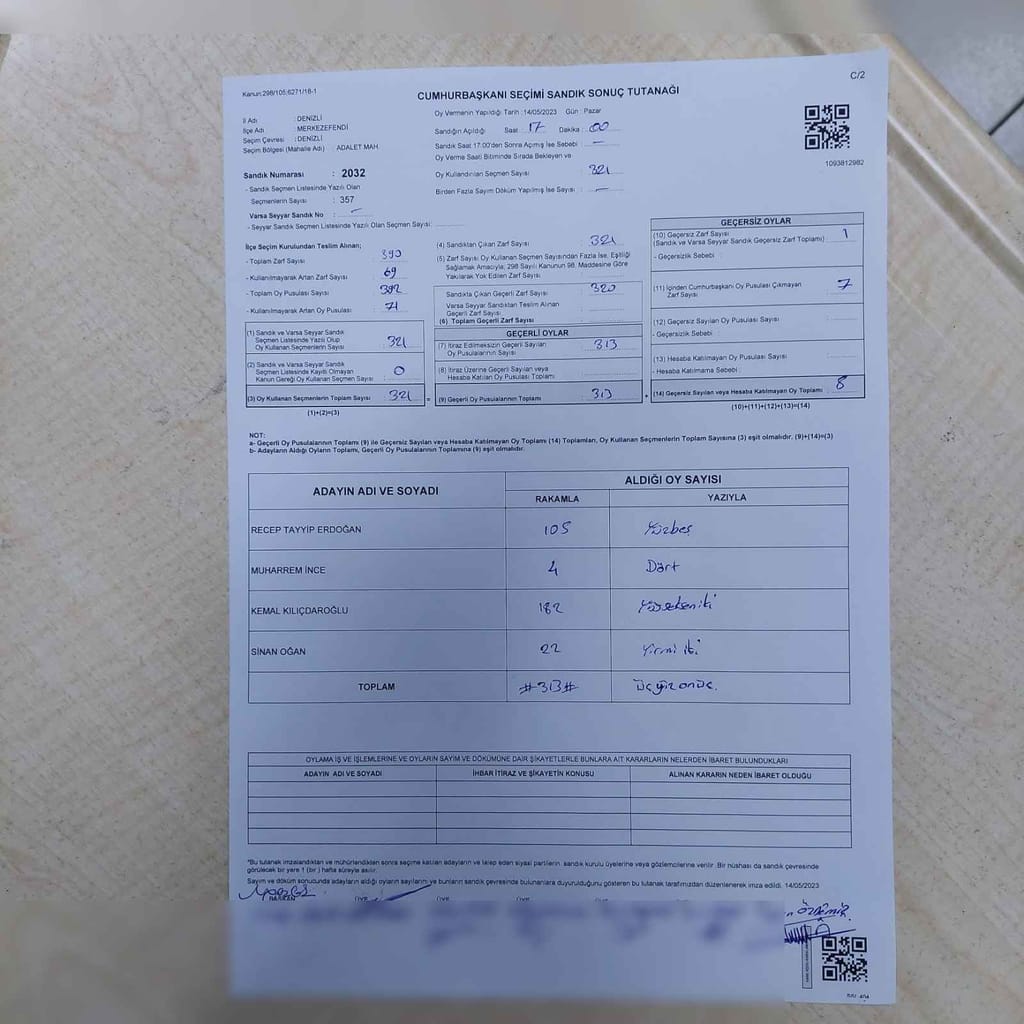 C/2
Kanun:298/105;6271/18-1
CUMHURBAŞKANI SEÇİMİ SANDIK SONUÇ TUTANAĞI
İl Adı : DENİZLİ
İlçe Adı : MERKEZEFENDİ
Seçim Çevresi : DENİZLİ
Seçim Bölgesi (Mahalle Adı) : ADALET MAH.
Oy Vermenin Yapıldığı Tarih :14/05/2023 Gün : Pazar
Sandığın Açıldığı Saat : 17 Dakika : 00
Sandık Saat 17:00'den Sonra Açmış İse Sebebi : —
Oy Verme Saati Bitiminde Sırada Bekleyen ve
Oy Kullandırılan Seçmen Sayısı : 321
Birden Fazla Sayım Döküm Yapılmış İse Sayısı : —
1093812982
Sandık Numarası : 2032
- Sandık Seçmen Listesinde Yazılı Olan
Seçmenlerin Sayısı : 357
Varsa Seyyar Sandık No : —
- Seyyar Sandık Seçmen Listesinde Yazılı Olan Seçmen Sayısı:
İlçe Seçim Kurulundan Teslim Alınan;
- Toplam Zarf Sayısı : 390
- Kullanılmayarak Artan Zarf Sayısı : 69
- Toplam Oy Pusulası Sayısı : 392
- Kullanılmayarak Artan Oy Pusulası : 71
(1) Sandık ve Varsa Seyyar Sandık
Seçmen Listesinde Yazılı Olup
Oy Kullanan Seçmenlerin Sayısı : 321
(2) Sandık ve Varsa Seyyar Sandık
Seçmen Listesinde Kayıtlı Olmayan
Kanun Gereği Oy Kullanan Seçmen Sayısı : 0
(3) Oy Kullanan Seçmenlerin Toplam Sayısı : 321
(1)+(2)=(3)
(4) Sandıktan Çıkan Zarf Sayısı : 321
(5) Zarf Sayısı Oy Kullanan Seçmen Sayısından Fazla İse, Eşitliği
Sağlamak Amacıyla; 298 Sayılı Kanunun 98. Maddesine Göre
Yakılarak Yok Edilen Zarf Sayısı :
Sandıkta Çıkan Geçerli Zarf Sayısı : 320
Varsa Seyyar Sandıktan Teslim Alınan
Geçerli Zarf Sayısı :
(6) Toplam Geçerli Zarf Sayısı :
GEÇERLİ OYLAR
(7) İtiraz Edilmeksizin Geçerli Sayılan
Oy Pusulalarının Sayısı : 313
(8) İtiraz Üzerine Geçerli Sayılan veya
Hesaba Katılan Oy Pusulası Toplamı :
(9) Geçerli Oy Pusulalarının Toplamı : 313
GEÇERSİZ OYLAR
(10) Geçersiz Zarf Sayısı : 1
(Sandık ve Varsa Seyyar Sandık Geçersiz Zarf Toplamı)
- Geçersizlik Sebebi :
(11) İçinden Cumhurbaşkanı Oy Pusulası Çıkmayan
Zarf Sayısı : 7
(12) Geçersiz Sayılan Oy Pusulası Sayısı :
- Geçersizlik Sebebi :
(13) Hesaba Katılmayan Oy Pusulası Sayısı :
- Hesaba Katılmama Sebebi :
(14) Geçersiz Sayılan veya Hesaba Katılmayan Oy Toplamı : 8
(10)+(11)+(12)+(13)=(14)
NOT:
a- Geçerli Oy Pusulalarının Toplamı (9) ile Geçersiz Sayılan veya Hesaba Katılmayan Oy Toplamı (14) Toplamları, Oy Kullanan Seçmenlerin Toplam Sayısına (3) eşit olmalıdır. (9)+(14)=(3)
b- Adayların Aldığı Oyların Toplamı, Geçerli Oy Pusulalarının Toplamına (9) eşit olmalıdır.
ADAYIN ADI VE SOYADI ALDIĞI OY SAYISI
RAKAMLA YAZIYLA
RECEP TAYYİP ERDOĞAN 105 Yüzbeş
MUHARREM İNCE 4 Dört
KEMAL KILIÇDAROĞLU 182 Yüzsekseniki
SİNAN OĞAN 22 Yirmi iki
TOPLAM #313# üçyüzonüç.
OYLAMA İŞ VE İŞLEMLERİNE VE OYLARIN SAYIM VE DÖKÜMÜNE DAİR ŞİKAYETLERLE BUNLARA AİT KARARLARIN NELERDEN İBARET BULUNDUKLARI
ADAYIN ADI VE SOYADI İHBAR İTİRAZ VE ŞİKAYETİN KONUSU ALINAN KARARIN NEDEN İBARET OLDUĞU
*Bu tutanak imzalandıktan ve mühürlendikten sonra seçime katılan adayların ve talep eden siyasi partilerin sandık kurulu üyelerine veya gözlemcilerine verilir. Bir nüshası da sandık çevresinde
görülecek bir yere 1 (bir) hafta süreyle asılır.
Sayım ve döküm sonucunda adayların aldığı oyların sayılarını ve bunların sandık çevresinde bulunanlara duyurulduğunu gösteren bu tutanak tarafımızdan düzenlenerek imza edildi. 14/05/2023
BAŞKAN ÜYE ÜYE ÜYE ÜYE
ÖZDEMİR